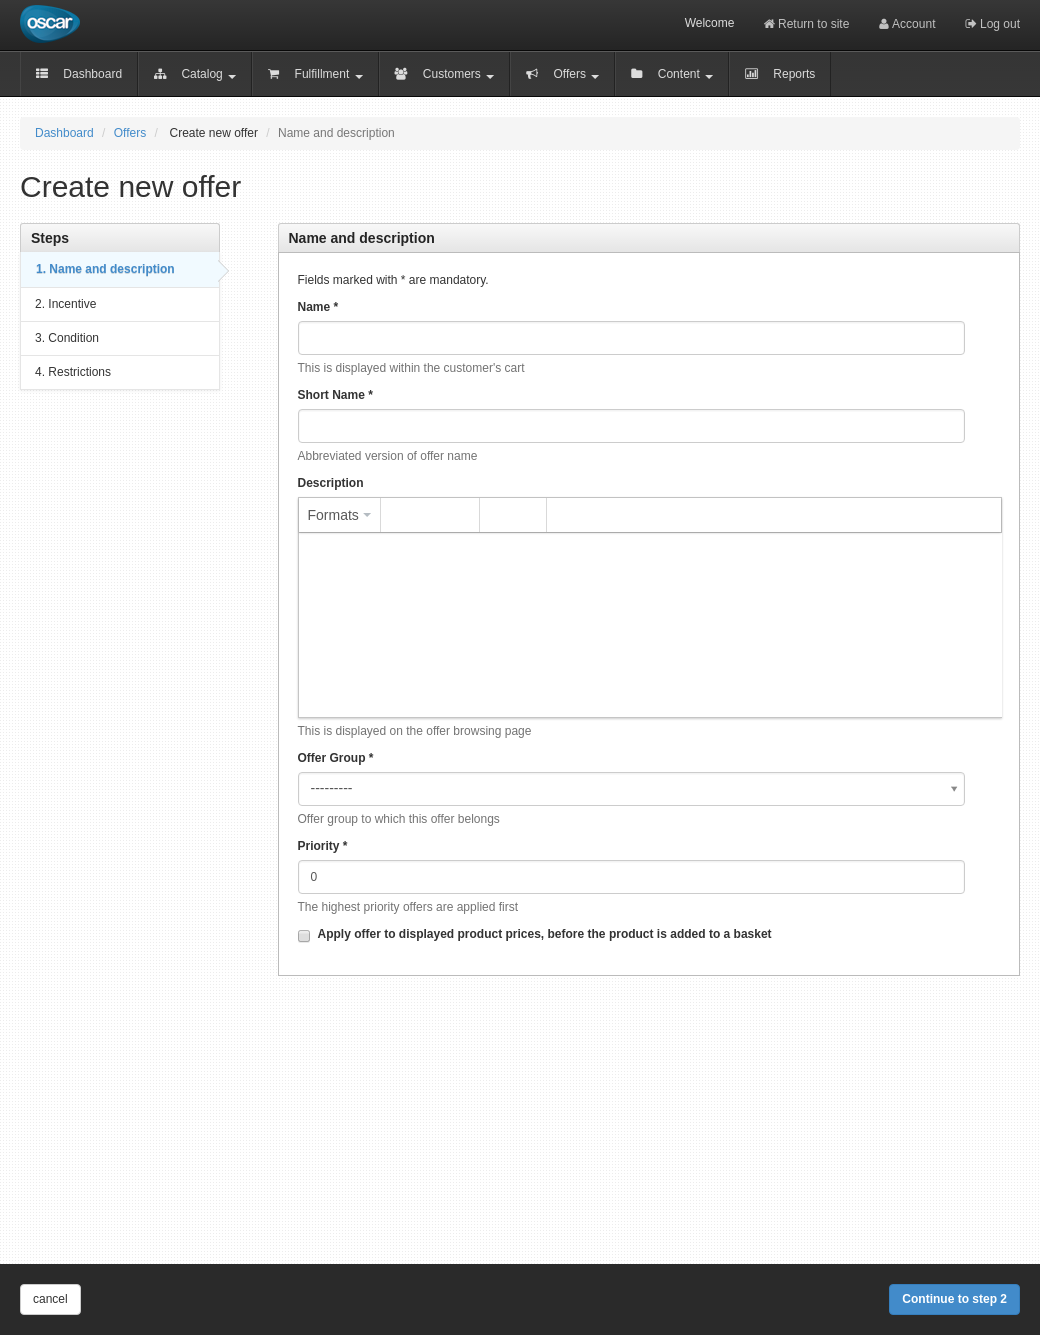 oscar
Welcome Return to site Account Log out
Dashboard Catalog Fulfillment Customers Offers Content Reports
Dashboard / Offers / Create new offer / Name and description
Create new offer
Steps
1. Name and description
2. Incentive
3. Condition
4. Restrictions
Name and description
Fields marked with * are mandatory.
Name *
This is displayed within the customer's cart
Short Name *
Abbreviated version of offer name
Description
Formats
This is displayed on the offer browsing page
Offer Group *
---------
Offer group to which this offer belongs
Priority *
0
The highest priority offers are applied first
Apply offer to displayed product prices, before the product is added to a basket
cancel
Continue to step 2